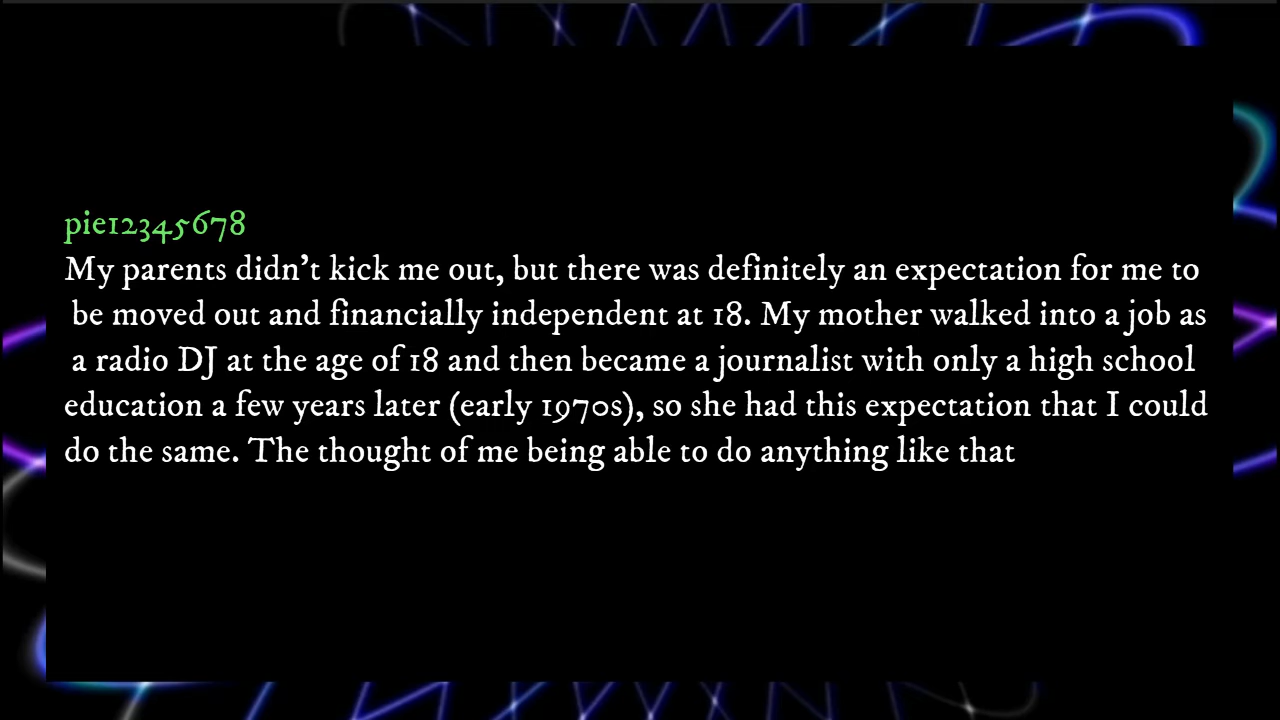 pie12345678
My parents didn't kick me out, but there was definitely an expectation for me to
be moved out and financially independent at 18. My mother walked into a job as
a radio DJ at the age of 18 and then became a journalist with only a high school
education a few years later (early 1970s), so she had this expectation that I could
do the same. The thought of me being able to do anything like that